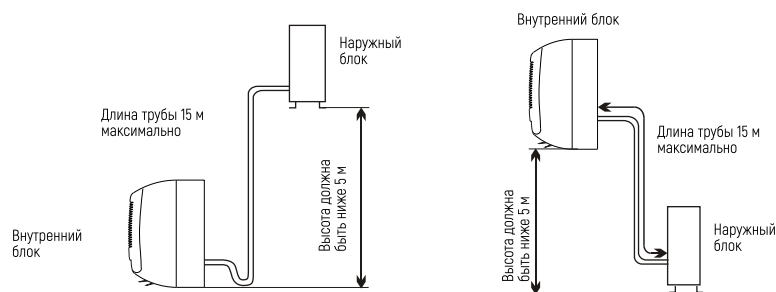 Наружный
блок
Длина трубы 15 м
максимально
Высота должна
быть ниже 5 м
Внутренний
блок
Внутренний блок
Длина трубы 15 м
максимально
Высота должна
быть ниже 5 м
Наружный
блок